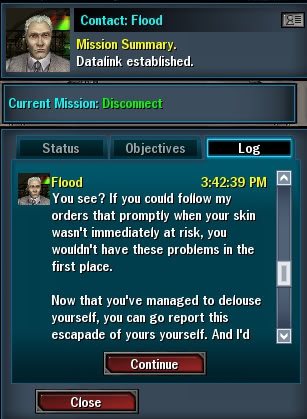 Contact: Flood
Mission Summary.
Datalink established.
Current Mission: Disconnect
Status
Objectives
Log
Flood
3:42:39 PM
You see? If you could follow my
orders that promptly when your skin
wasn't immediately at risk, you
wouldn't have these problems in the
first place.
Now that you've managed to delouse
yourself, you can go report this
escapade of yours yourself. And I'd
Continue
Close